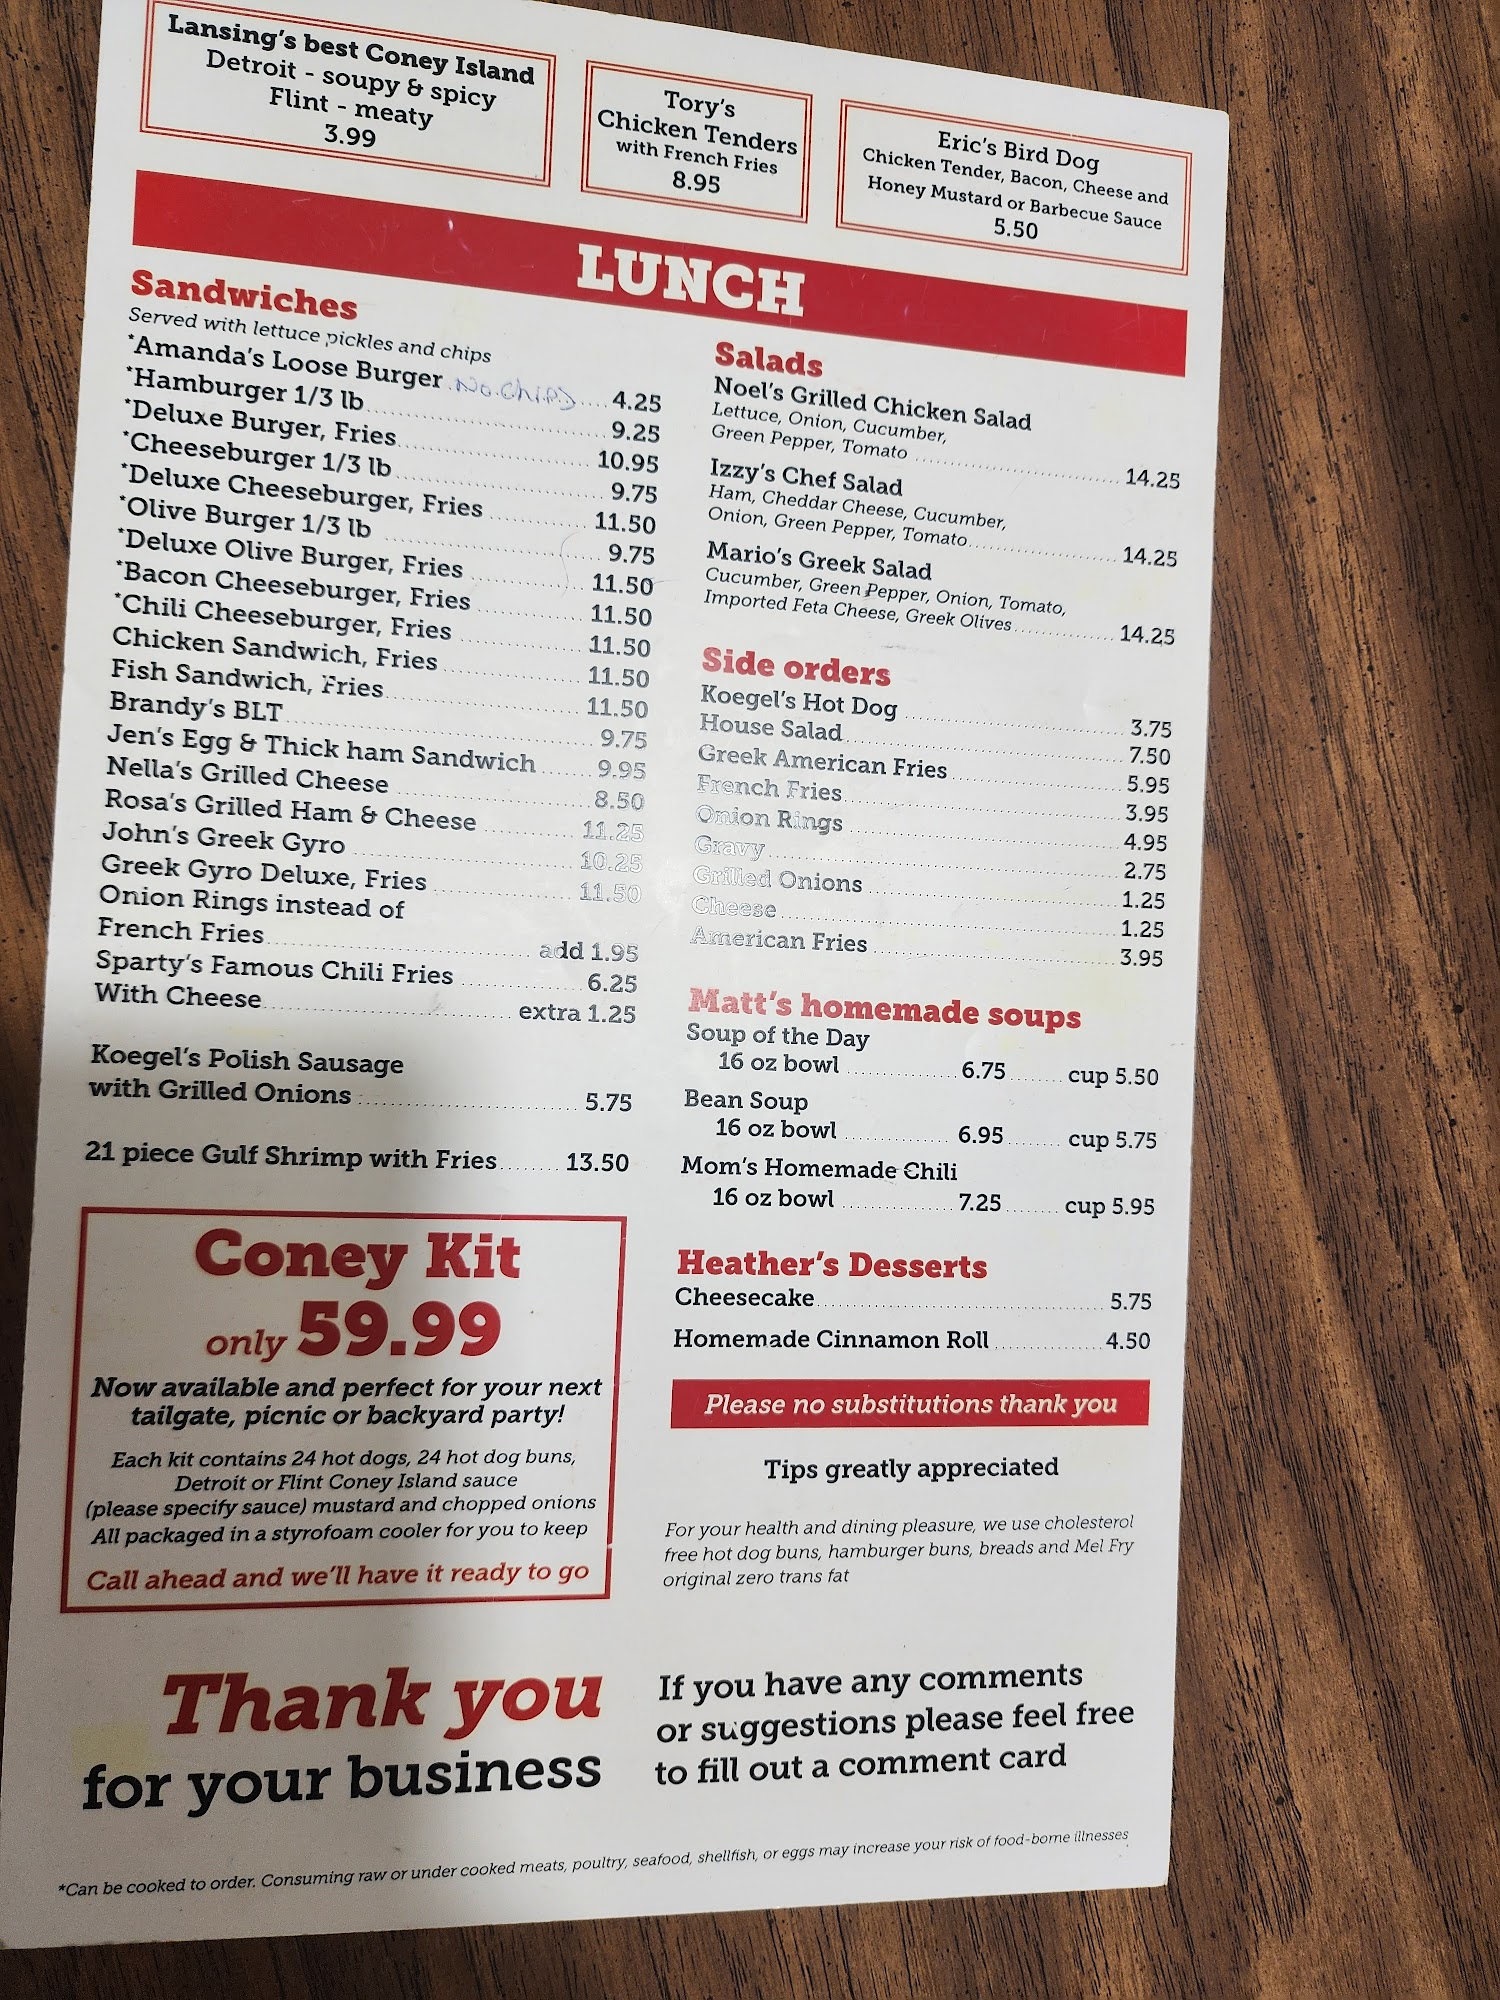 Lansing's best Coney Island
Detroit - soupy & spicy
Flint - meaty
3.99
Tory's
Chicken Tenders
with French Fries
8.95
Eric's Bird Dog
Chicken Tender, Bacon, Cheese and
Honey Mustard or Barbecue Sauce
5.50
LUNCH
Sandwiches
Served with lettuce pickles and chips
*Amanda's Loose Burger No Chips 4.25
*Hamburger 1/3 lb 9.25
*Deluxe Burger, Fries 10.95
*Cheeseburger 1/3 lb 9.75
*Deluxe Cheeseburger, Fries 11.50
*Olive Burger 1/3 lb 9.75
*Deluxe Olive Burger, Fries 11.50
*Bacon Cheeseburger, Fries 11.50
*Chili Cheeseburger, Fries 11.50
Chicken Sandwich, Fries 11.50
Fish Sandwich, Fries 11.50
Brandy's BLT 9.75
Jen's Egg & Thick ham Sandwich 9.95
Nella's Grilled Cheese 8.50
Rosa's Grilled Ham & Cheese 11.25
John's Greek Gyro 10.25
Greek Gyro Deluxe, Fries 11.50
Onion Rings instead of
French Fries add 1.95
Sparty's Famous Chili Fries 6.25
With Cheese extra 1.25
Koegel's Polish Sausage
with Grilled Onions 5.75
21 piece Gulf Shrimp with Fries 13.50
Coney Kit
only 59.99
Now available and perfect for your next
tailgate, picnic or backyard party!
Each kit contains 24 hot dogs, 24 hot dog buns,
Detroit or Flint Coney Island sauce
(please specify sauce) mustard and chopped onions
All packaged in a styrofoam cooler for you to keep
Call ahead and we'll have it ready to go
Thank you
for your business
Salads
Noel's Grilled Chicken Salad
Lettuce, Onion, Cucumber,
Green Pepper, Tomato 14.25
Izzy's Chef Salad
Ham, Cheddar Cheese, Cucumber,
Onion, Green Pepper, Tomato 14.25
Mario's Greek Salad
Cucumber, Green Pepper, Onion, Tomato,
Imported Feta Cheese, Greek Olives 14.25
Side orders
Koegel's Hot Dog 3.75
House Salad 7.50
Greek American Fries 5.95
French Fries 3.95
Onion Rings 4.95
Gravy 2.75
Grilled Onions 1.25
Cheese 1.25
American Fries 3.95
Matt's homemade soups
Soup of the Day
16 oz bowl 6.75 cup 5.50
Bean Soup
16 oz bowl 6.95 cup 5.75
Mom's Homemade Chili
16 oz bowl 7.25 cup 5.95
Heather's Desserts
Cheesecake 5.75
Homemade Cinnamon Roll 4.50
Please no substitutions thank you
Tips greatly appreciated
For your health and dining pleasure, we use cholesterol
free hot dog buns, hamburger buns, breads and Mel Fry
original zero trans fat
If you have any comments
or suggestions please feel free
to fill out a comment card
*Can be cooked to order. Consuming raw or under cooked meats, poultry, seafood, shellfish, or eggs may increase your risk of food-borne illnesses